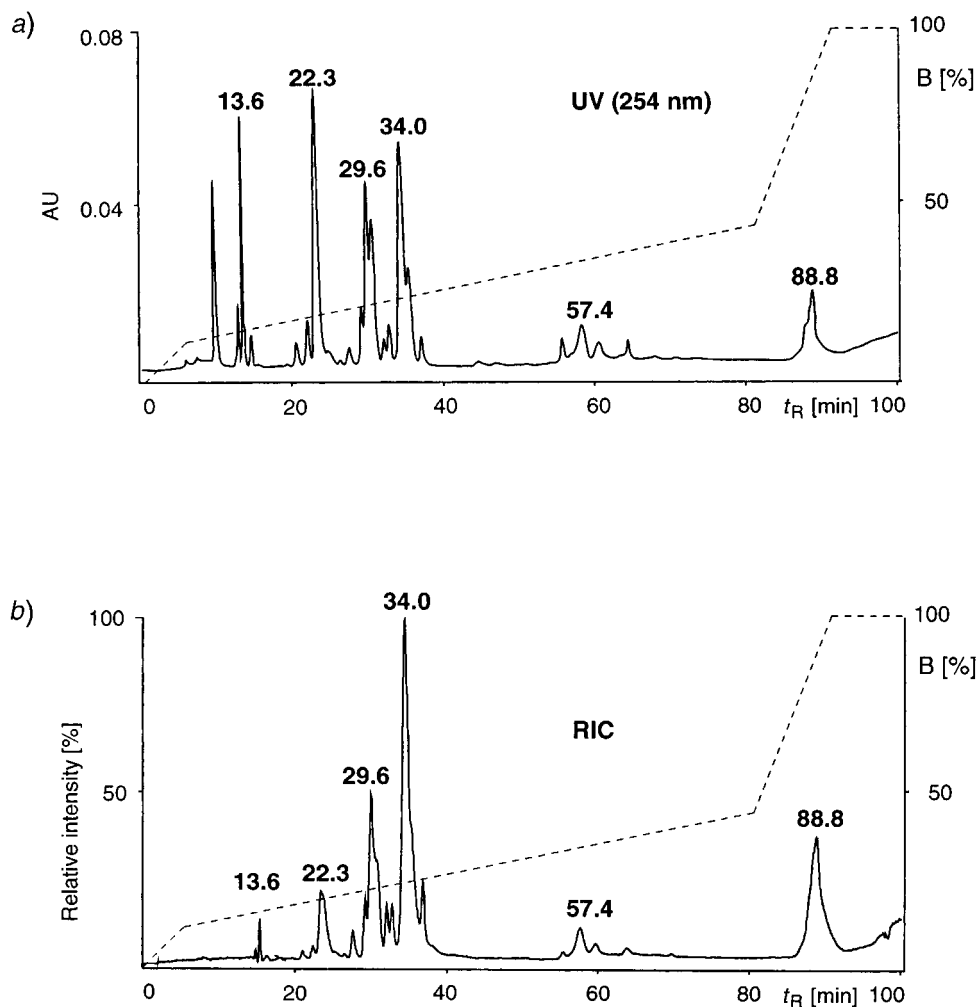 a)
0.08
100
B [%]
22.3
13.6
UV (254 nm)
34.0
29.6
AU
0.04
50
88.8
57.4
0 20 40 60 80 t_R [min] 100
b)
34.0
100
100
B [%]
RIC
Relative intensity [%]
29.6
50
50
88.8
13.6
22.3
57.4
0 20 40 60 80 t_R [min] 100